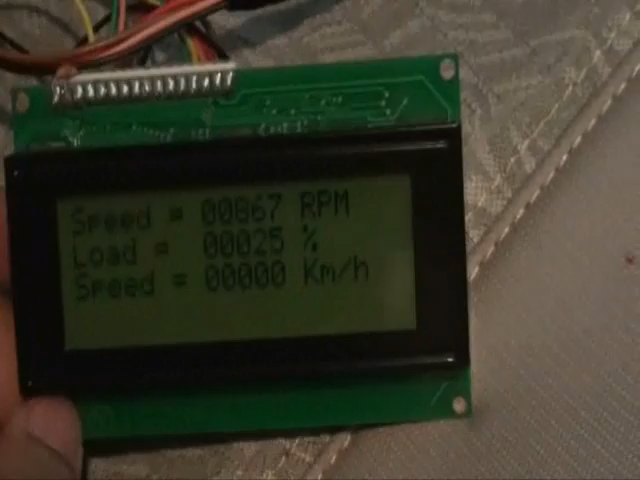 Speed = 00867 RPM
Load = 00025 %
Speed = 00000 Km/h